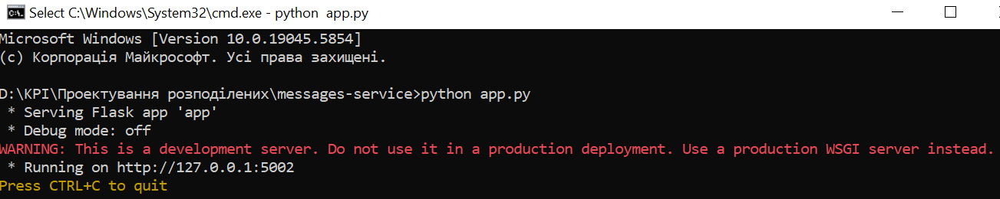 Select C:\Windows\System32\cmd.exe - python  app.py
Microsoft Windows [Version 10.0.19045.5854]
(c) Корпорація Майкрософт. Усі права захищені.
D:\KPI\Проектування розподілених\messages-service>python app.py
 * Serving Flask app 'app'
 * Debug mode: off
WARNING: This is a development server. Do not use it in a production deployment. Use a production WSGI server instead.
 * Running on http://127.0.0.1:5002
Press CTRL+C to quit